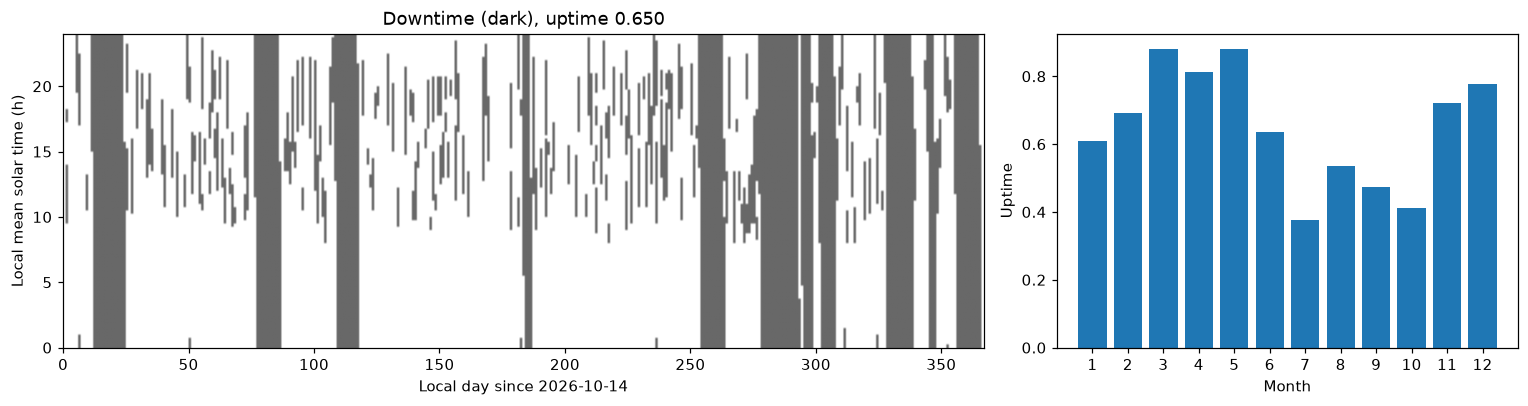 Downtime (dark), uptime 0.650
Local mean solar time (h)
20
15
10
5
0
0 50 100 150 200 250 300 350
Local day since 2026-10-14
Uptime
0.8
0.6
0.4
0.2
0.0
1 2 3 4 5 6 7 8 9 10 11 12
Month